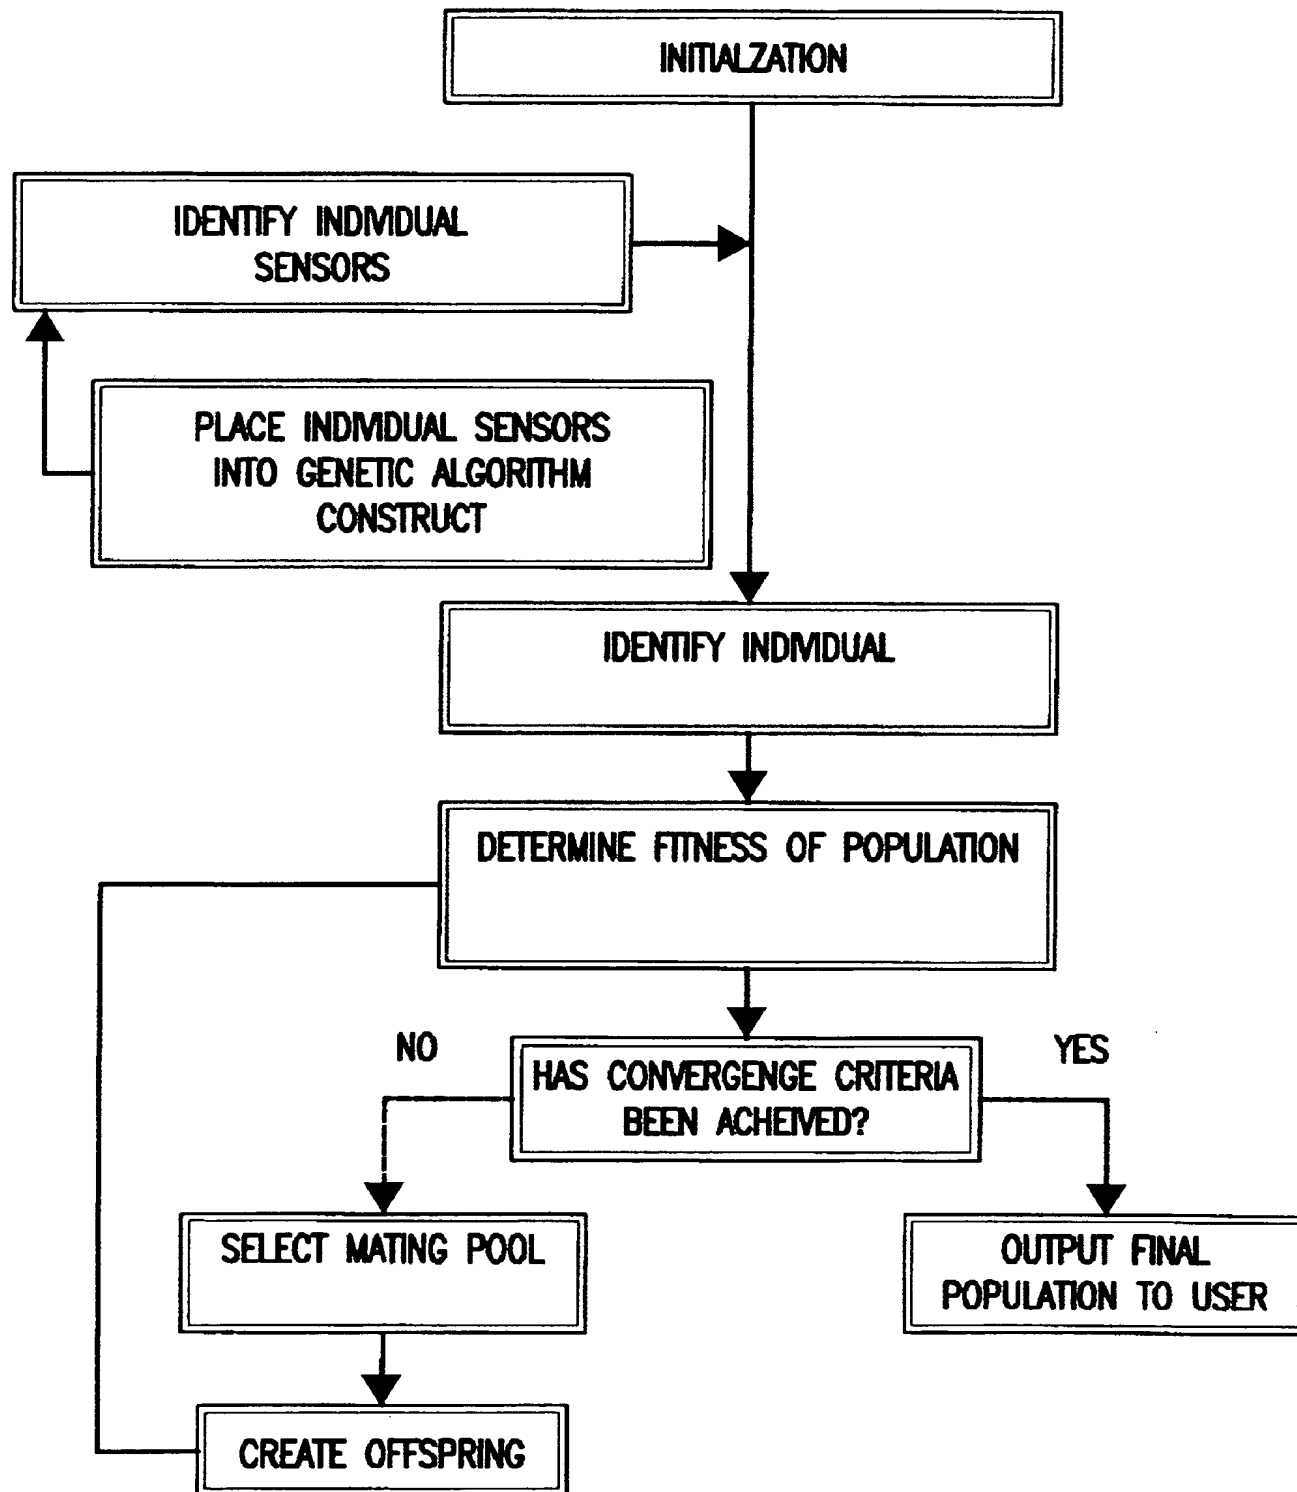 INITIALZATION
IDENTIFY INDIVIDUAL
SENSORS
PLACE INDIVIDUAL SENSORS
INTO GENETIC ALGORITHM
CONSTRUCT
IDENTIFY INDIVIDUAL
DETERMINE FITNESS OF POPULATION
NO
HAS CONVERGENGE CRITERIA
BEEN ACHEIVED?
YES
SELECT MATING POOL
OUTPUT FINAL
POPULATION TO USER
CREATE OFFSPRING